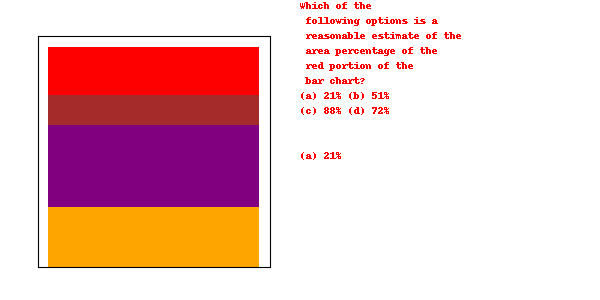 Which of the
following options is a
reasonable estimate of the
area percentage of the
red portion of the
bar chart?
(a) 21% (b) 51%
(c) 88% (d) 72%
(a) 21%